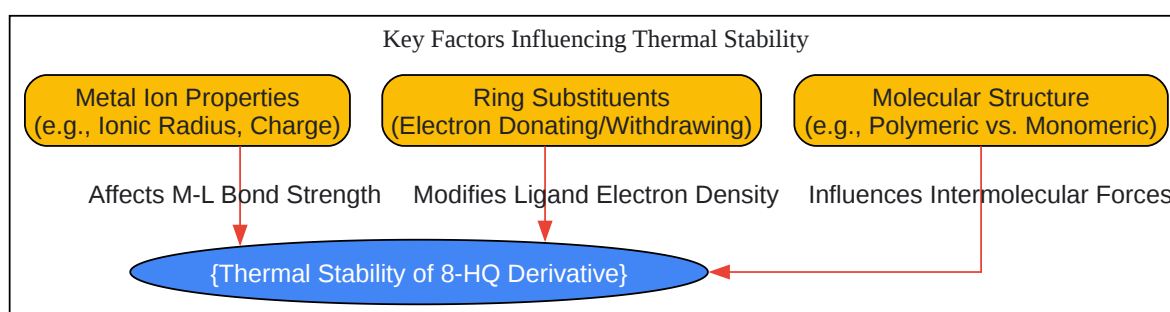 Key Factors Influencing Thermal Stability
Metal Ion Properties
(e.g., Ionic Radius, Charge)
Ring Substituents
(Electron Donating/Withdrawing)
Molecular Structure
(e.g., Polymeric vs. Monomeric)
Affects M-L Bond Strength
Modifies Ligand Electron Density
Influences Intermolecular Forces
{Thermal Stability of 8-HQ Derivative}